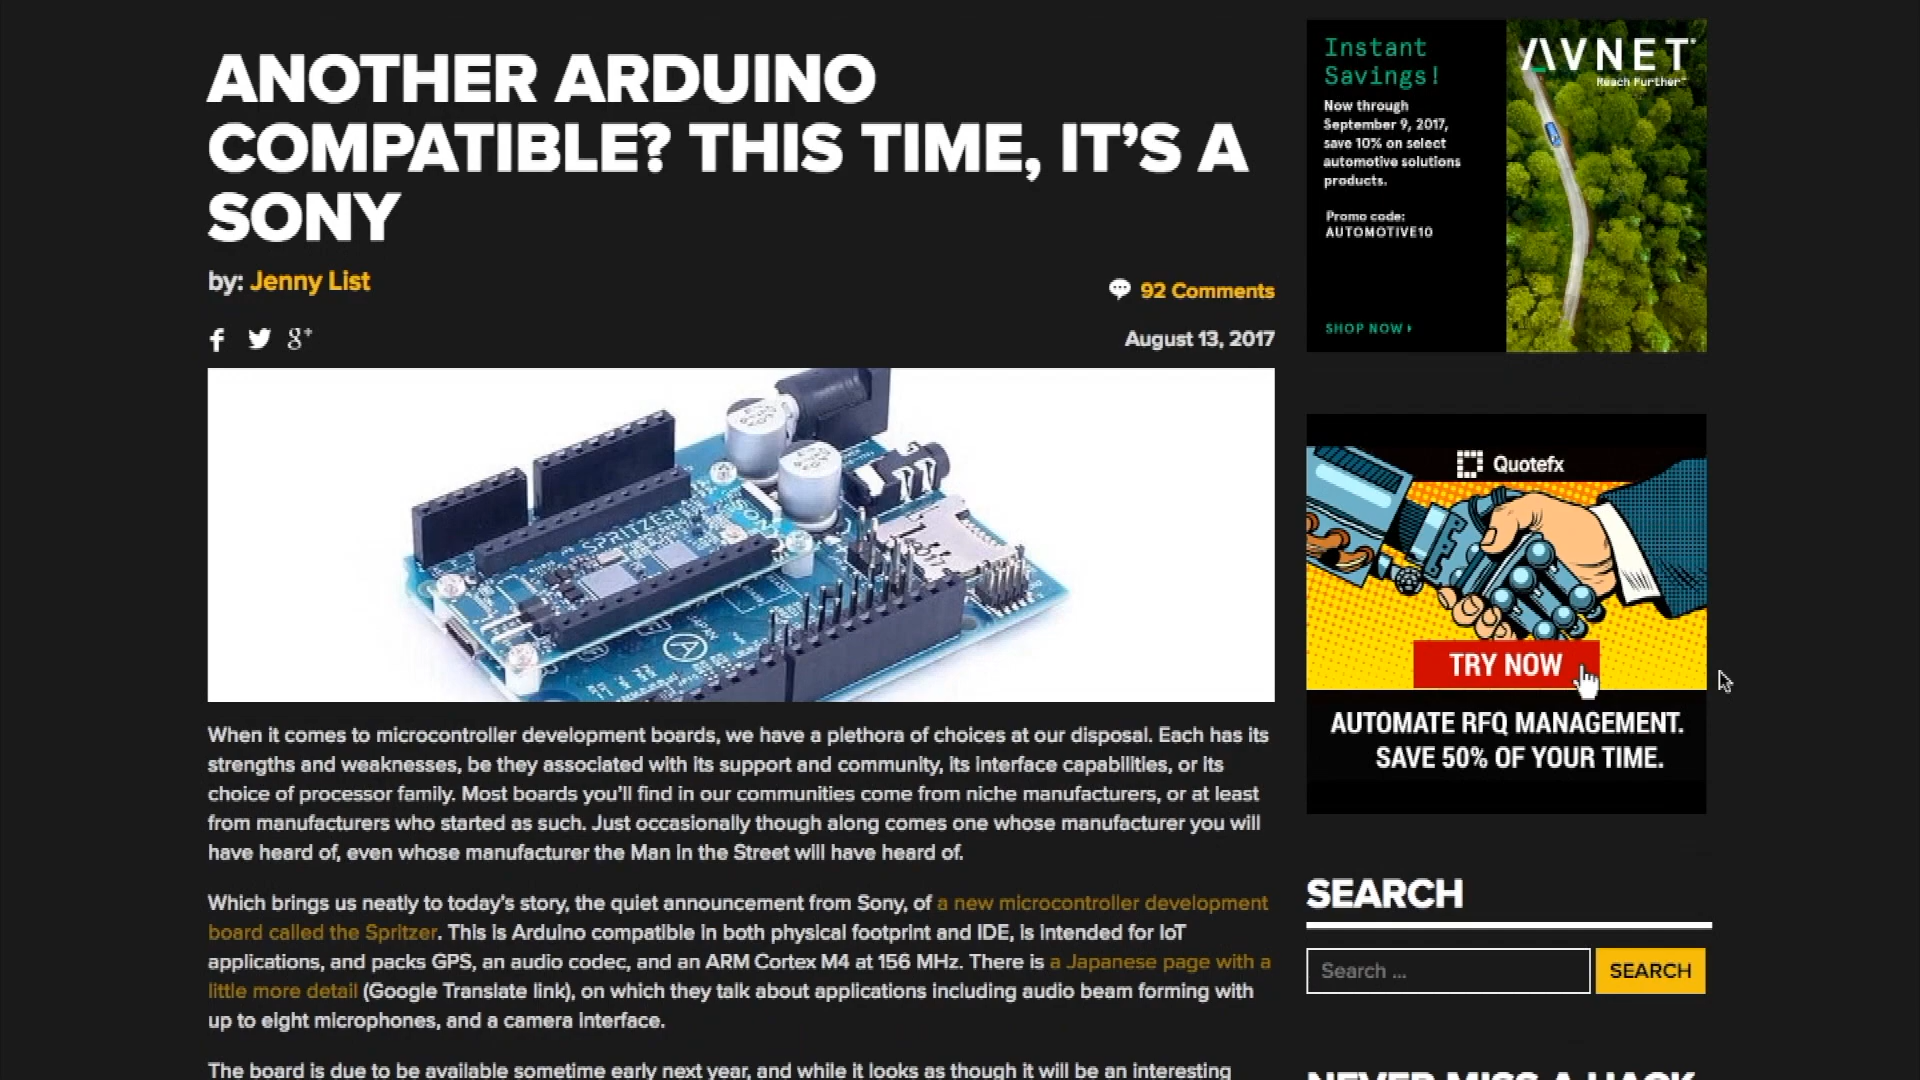 ANOTHER ARDUINO
COMPATIBLE? THIS TIME, IT'S A
SONY
by: Jenny List
92 Comments
August 13, 2017
SPRITZER
SONY
When it comes to microcontroller development boards, we have a plethora of choices at our disposal. Each has its
strengths and weaknesses, be they associated with its support and community, its interface capabilities, or its
choice of processor family. Most boards you'll find in our communities come from niche manufacturers, or at least
from manufacturers who started as such. Just occasionally though along comes one whose manufacturer you will
have heard of, even whose manufacturer the Man in the Street will have heard of.
Which brings us neatly to today's story, the quiet announcement from Sony, of a new microcontroller development
board called the Spritzer. This is Arduino compatible in both physical footprint and IDE, is intended for IoT
applications, and packs GPS, an audio codec, and an ARM Cortex M4 at 156 MHz. There is a Japanese page with a
little more detail (Google Translate link), on which they talk about applications including audio beam forming with
up to eight microphones, and a camera interface.
The board is due to be available sometime early next year, and while it looks as though it will be an interesting
Instant
Savings!
Now through
September 9, 2017,
save 10% on select
automotive solutions
products.
Promo code:
AUTOMOTIVE10
SHOP NOW
AVNET
Reach Further™
Quotefx
TRY NOW
AUTOMATE RFQ MANAGEMENT.
SAVE 50% OF YOUR TIME.
SEARCH
Search ...
SEARCH
NEVER MISS A HACK